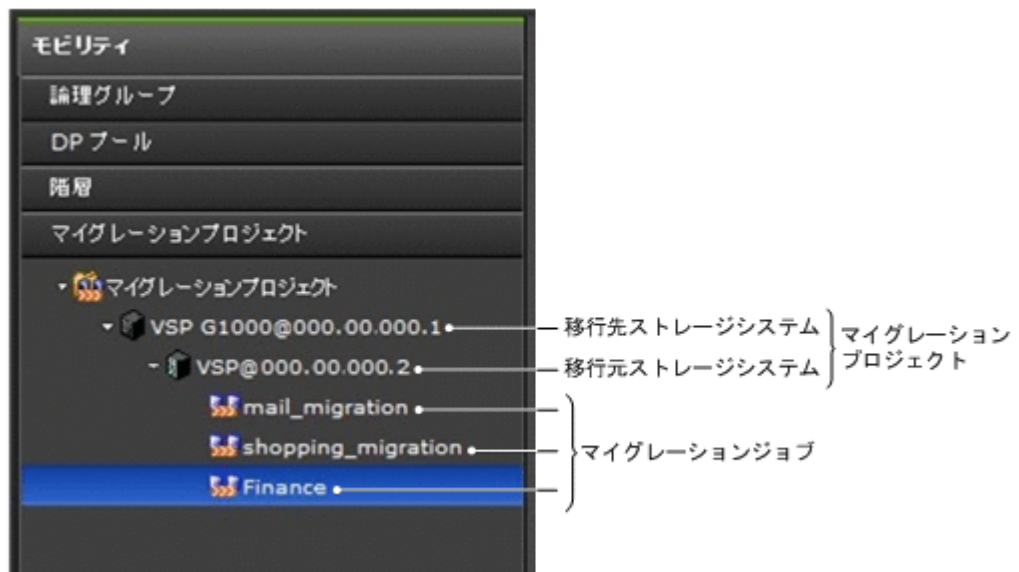 モビリティ
論理グループ
DP プール
階層
マイグレーションプロジェクト
マイグレーションプロジェクト
VSP G1000@000.00.000.1
移行先ストレージシステム
VSP@000.00.000.2
移行元ストレージシステム
マイグレーション
プロジェクト
mail_migration
shopping_migration
Finance
マイグレーションジョブ